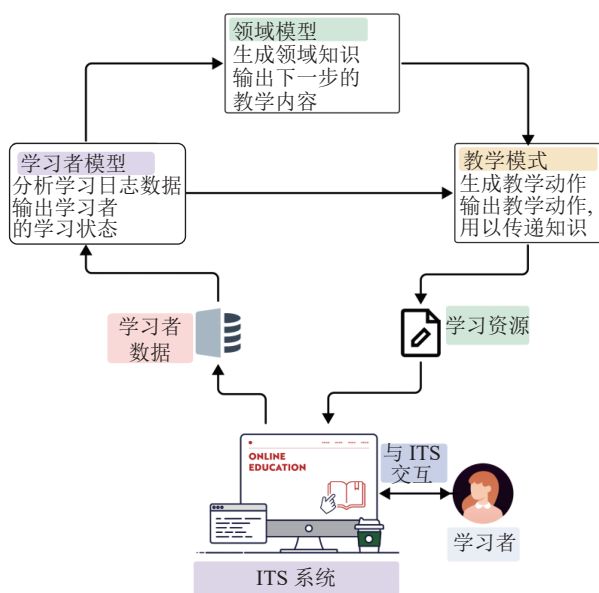 领域模型
生成领域知识
输出下一步的
教学内容
学习者模型
分析学习日志数据
输出学习者
的学习状态
教学模式
生成教学动作
输出教学动作,
用以传递知识
学习者
数据
学习资源
ONLINE
EDUCATION
与 ITS
交互
学习者
ITS 系统